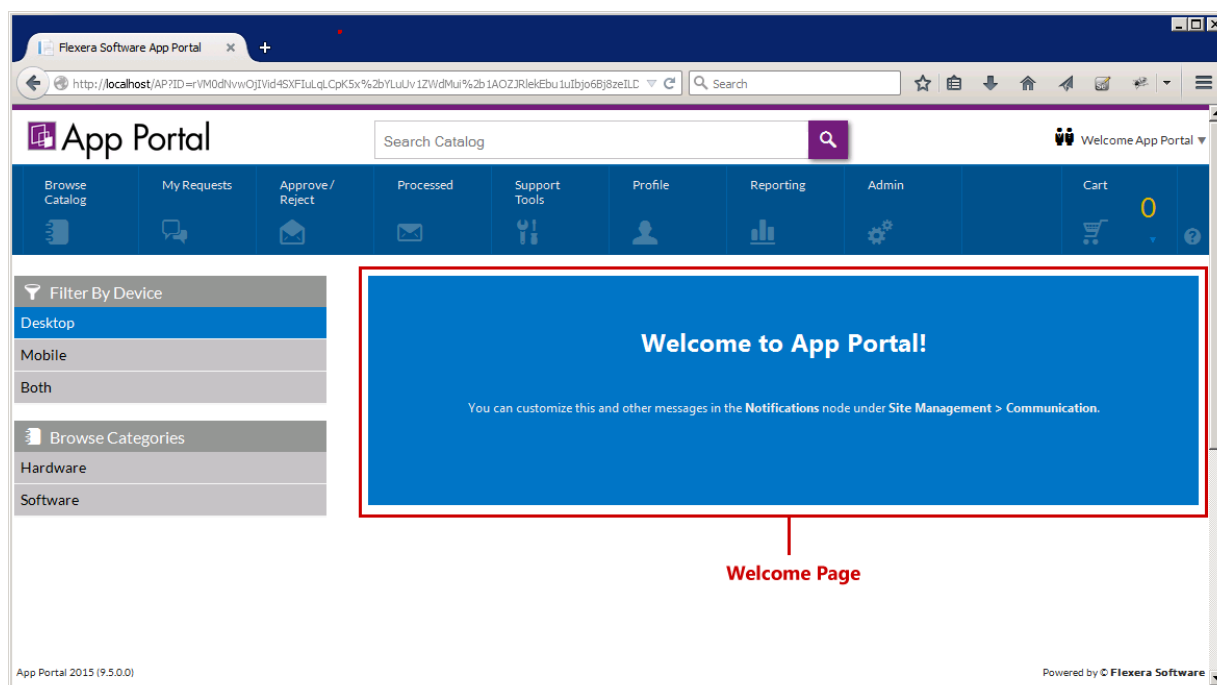 Flexera Software App Portal
http://localhost/AP?ID=rVM0dNvwOjIVid4SXFIuLqLCpK5x%2bYLuUv1ZWdMui%2b1AOZJRlekEbu1uIbjo6Bj8zeILC
Search
App Portal
Search Catalog
Welcome App Portal
Browse Catalog
My Requests
Approve / Reject
Processed
Support Tools
Profile
Reporting
Admin
Cart
0
Filter By Device
Desktop
Mobile
Both
Browse Categories
Hardware
Software
Welcome to App Portal!
You can customize this and other messages in the Notifications node under Site Management > Communication.
Welcome Page
App Portal 2015 (9.5.0.0)
Powered by © Flexera Software